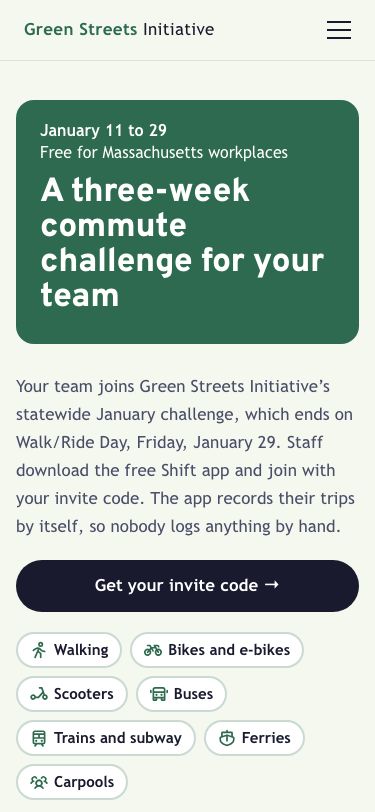 Green Streets Initiative
January 11 to 29
Free for Massachusetts workplaces
A three-week
commute
challenge for your
team
Your team joins Green Streets Initiative’s
statewide January challenge, which ends on
Walk/Ride Day, Friday, January 29. Staff
download the free Shift app and join with
your invite code. The app records their trips
by itself, so nobody logs anything by hand.
Get your invite code →
Walking
Bikes and e-bikes
Scooters
Buses
Trains and subway
Ferries
Carpools